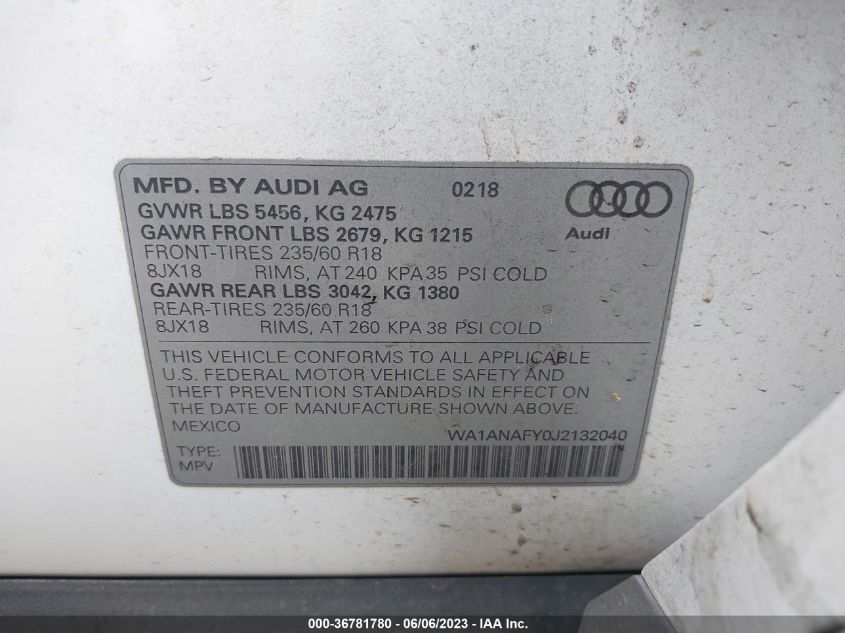 MFD. BY AUDI AG 0218
GVWR LBS 5456, KG 2475
GAWR FRONT LBS 2679, KG 1215
Audi
FRONT-TIRES 235/60 R18
8JX18 RIMS, AT 240 KPA 35 PSI COLD
GAWR REAR LBS 3042, KG 1380
REAR-TIRES 235/60 R18
8JX18 RIMS, AT 260 KPA 38 PSI COLD
THIS VEHICLE CONFORMS TO ALL APPLICABLE
U.S. FEDERAL MOTOR VEHICLE SAFETY AND
THEFT PREVENTION STANDARDS IN EFFECT ON
THE DATE OF MANUFACTURE SHOWN ABOVE.
MEXICO WA1ANAFY0J2132040
TYPE:
MPV
000-36781780 - 06/06/2023 - IAA Inc.